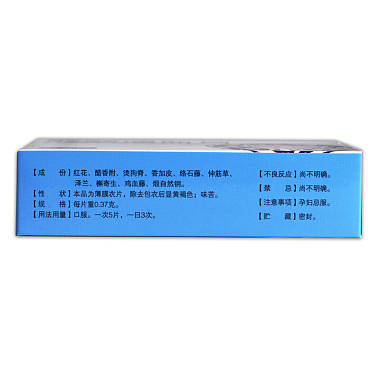 【成　份】红花、醋香附、烫狗脊、香加皮、络石藤、伸筋草、
泽兰、槲寄生、鸡血藤、煅自然铜。
【性　状】本品为薄膜衣片，除去包衣后显黄褐色；味苦。
【规　格】每片重0.37克。
【用法用量】口服。一次5片，一日3次。
【不良反应】尚不明确。
【禁　忌】尚不明确。
【注意事项】孕妇忌服。
【贮　藏】密封。